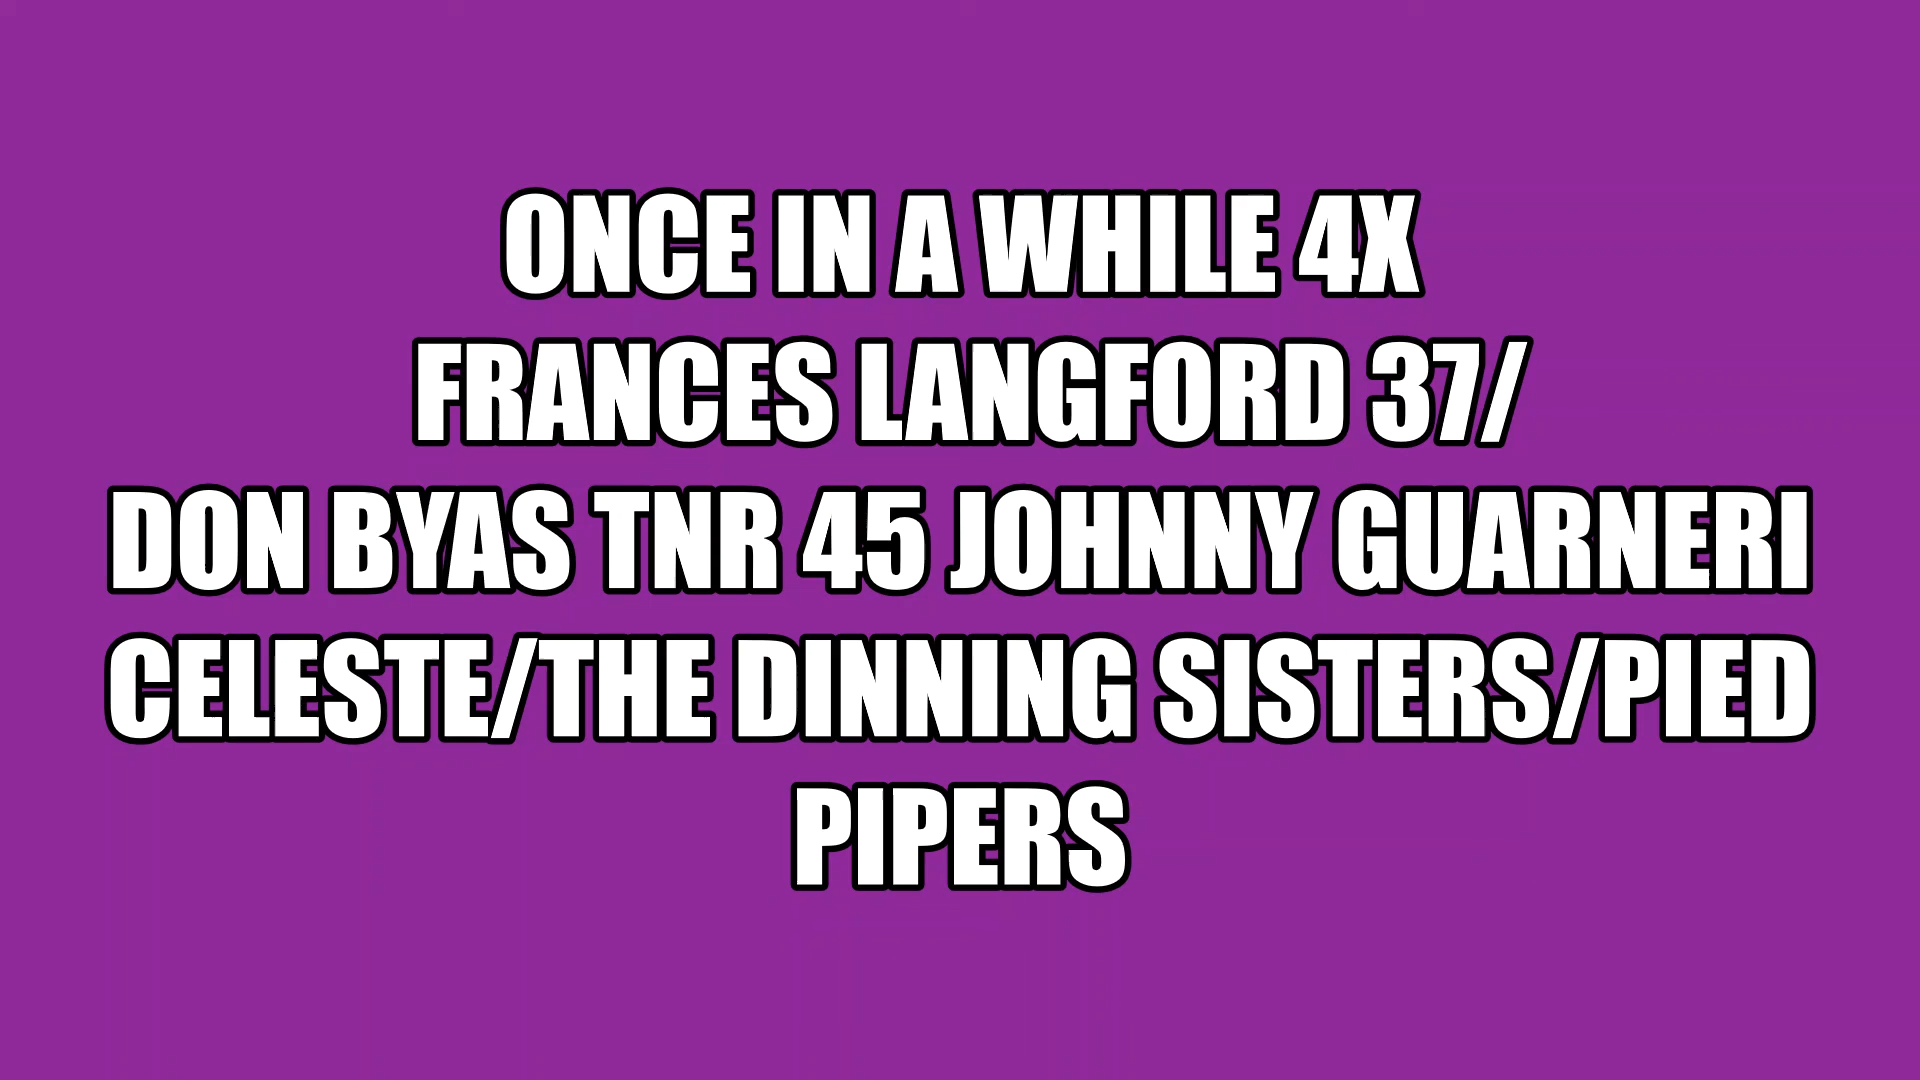 ONCE IN A WHILE 4X
FRANCES LANGFORD 37/
DON BYAS TNR 45 JOHNNY GUARNERI
CELESTE/THE DINNING SISTERS/PIED
PIPERS